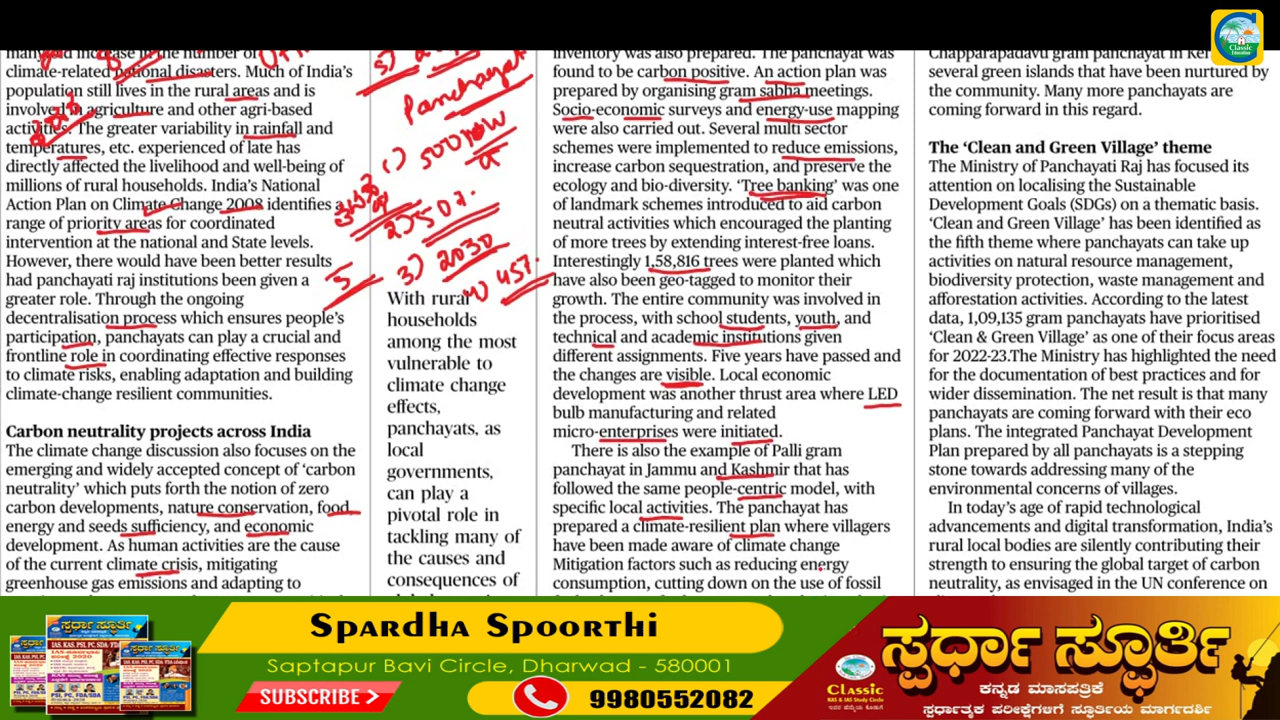 Classic
Education
many fold increase in the number of
climate-related national disasters. Much of India’s
population still lives in the rural areas and is
involved in agriculture and other agri-based
activities. The greater variability in rainfall and
temperatures, etc. experienced of late has
directly affected the livelihood and well-being of
millions of rural households. India’s National
Action Plan on Climate Change 2008 identifies a
range of priority areas for coordinated
intervention at the national and State levels.
However, there would have been better results
had panchayati raj institutions been given a
greater role. Through the ongoing
decentralisation process which ensures people’s
participation, panchayats can play a crucial and
frontline role in coordinating effective responses
to climate risks, enabling adaptation and building
climate-change resilient communities.
Carbon neutrality projects across India
The climate change discussion also focuses on the
emerging and widely accepted concept of ‘carbon
neutrality’ which puts forth the notion of zero
carbon developments, nature conservation, food,
energy and seeds sufficiency, and economic
development. As human activities are the cause
of the current climate crisis, mitigating
greenhouse gas emissions and adapting to
Panchayat
1) 500
2) 50%
3) 2030
4) 45%
5
With rural
households
among the most
vulnerable to
climate change
effects,
panchayats, as
local
governments,
can play a
pivotal role in
tackling many of
the causes and
consequences of
inventory was also prepared. The panchayat was
found to be carbon positive. An action plan was
prepared by organising gram sabha meetings.
Socio-economic surveys and energy-use mapping
were also carried out. Several multi sector
schemes were implemented to reduce emissions,
increase carbon sequestration, and preserve the
ecology and bio-diversity. ‘Tree banking’ was one
of landmark schemes introduced to aid carbon
neural activities which encouraged the planting
of more trees by extending interest-free loans.
Interestingly 1,58,816 trees were planted which
have also been geo-tagged to monitor their
growth. The entire community was involved in
the process, with school students, youth, and
technical and academic institutions given
different assignments. Five years have passed and
the changes are visible. Local economic
development was another thrust area where LED
bulb manufacturing and related
micro-enterprises were initiated.
There is also the example of Palli gram
panchayat in Jammu and Kashmir that has
followed the same people-centric model, with
specific local activities. The panchayat has
prepared a climate-resilient plan where villagers
have been made aware of climate change
Mitigation factors such as reducing energy
consumption, cutting down on the use of fossil
Chapparapadavu gram panchayat in
several green islands that have been nurtured by
the community. Many more panchayats are
coming forward in this regard.
The ‘Clean and Green Village’ theme
The Ministry of Panchayati Raj has focused its
attention on localising the Sustainable
Development Goals (SDGs) on a thematic basis.
‘Clean and Green Village’ has been identified as
the fifth theme where panchayats can take up
activities on natural resource management,
biodiversity protection, waste management and
afforestation activities. According to the latest
data, 1,09,135 gram panchayats have prioritised
‘Clean & Green Village’ as one of their focus areas
for 2022-23.The Ministry has highlighted the need
for the documentation of best practices and for
wider dissemination. The net result is that many
panchayats are coming forward with their eco
plans. The integrated Panchayat Development
Plan prepared by all panchayats is a stepping
stone towards addressing many of the
environmental concerns of villages.
In today’s age of rapid technological
advancements and digital transformation, India’s
rural local bodies are silently contributing their
strength to ensuring the global target of carbon
neutrality, as envisaged in the UN conference on
Spardha Spoorthi
Saptapur Bavi Circle, Dharwad - 580001
SUBSCRIBE >
9980552082
Classic
KAS & IAS Study Circle
ಸ್ಪರ್ಧಾ ಸ್ಪೂರ್ತಿ
ಕನ್ನಡ ಮಾಸಪತ್ರಿಕೆ
ಸ್ಪರ್ಧಾತ್ಮಕ ಪರೀಕ್ಷೆಗಳಿಗೆ ಸ್ಫೂರ್ತಿಯ ಮಾರ್ಗದರ್ಶಿ